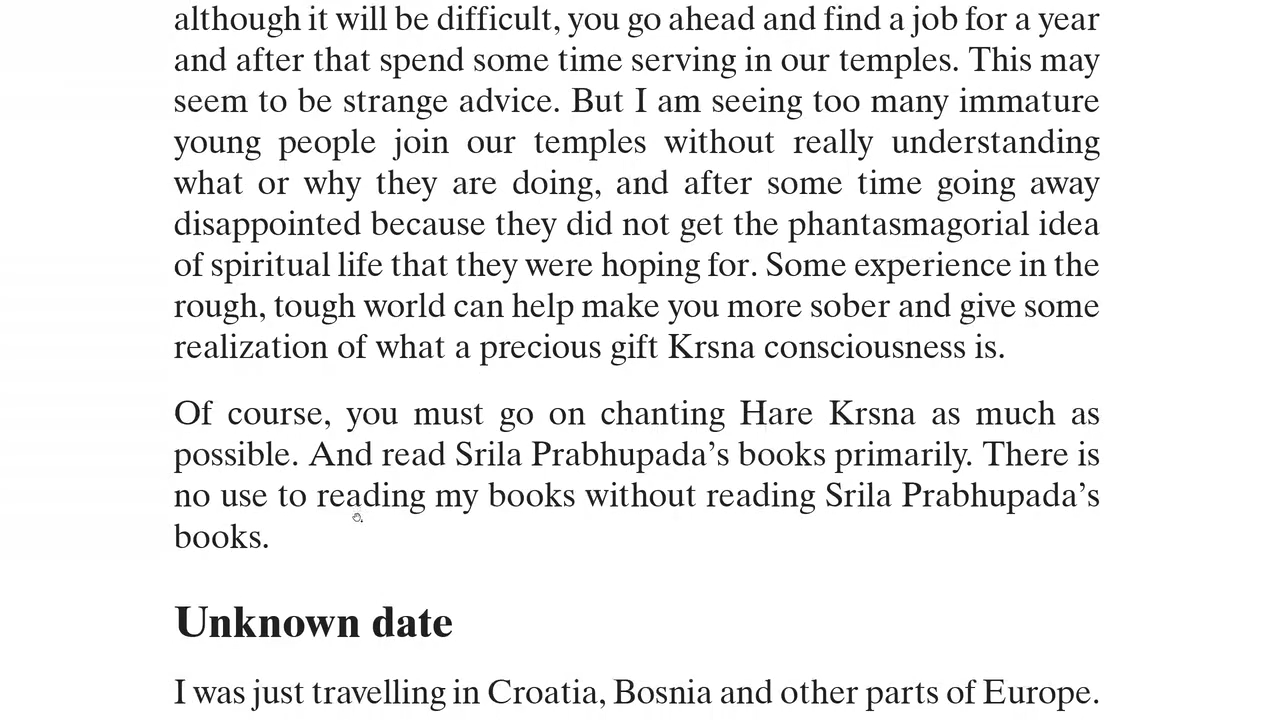 although it will be difficult, you go ahead and find a job for a year
and after that spend some time serving in our temples. This may
seem to be strange advice. But I am seeing too many immature
young people join our temples without really understanding
what or why they are doing, and after some time going away
disappointed because they did not get the phantasmagorial idea
of spiritual life that they were hoping for. Some experience in the
rough, tough world can help make you more sober and give some
realization of what a precious gift Krsna consciousness is.
Of course, you must go on chanting Hare Krsna as much as
possible. And read Srila Prabhupada’s books primarily. There is
no use to reading my books without reading Srila Prabhupada’s
books.
Unknown date
I was just travelling in Croatia, Bosnia and other parts of Europe.